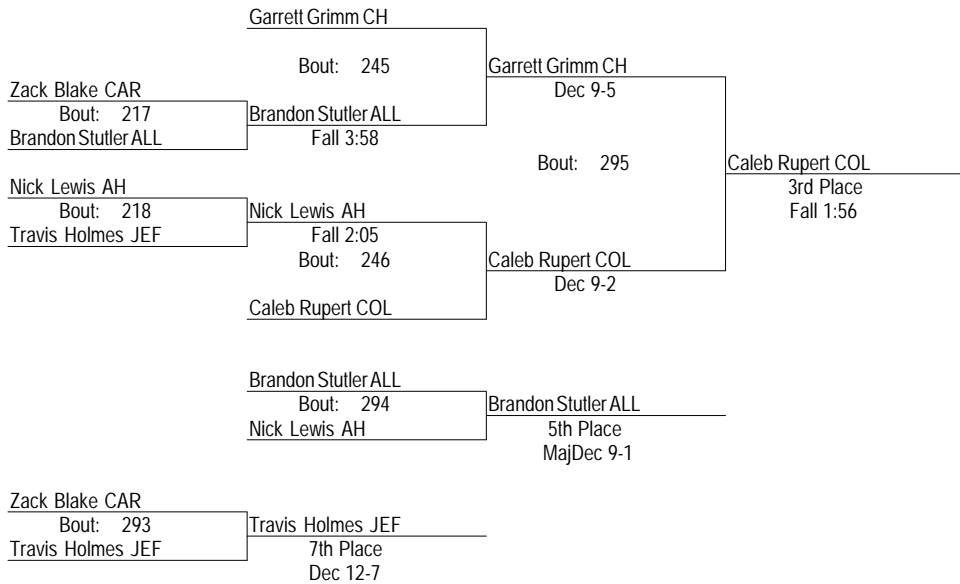 Garrett Grimm CH
Bout: 245
Garrett Grimm CH
Dec 9-5
Zack Blake CAR
Bout: 217
Brandon Stutler ALL
Brandon Stutler ALL
Fall 3:58
Bout: 295
Caleb Rupert COL
3rd Place
Fall 1:56
Nick Lewis AH
Bout: 218
Travis Holmes JEF
Nick Lewis AH
Fall 2:05
Bout: 246
Caleb Rupert COL
Dec 9-2
Caleb Rupert COL
Brandon Stutler ALL
Bout: 294
Nick Lewis AH
Brandon Stutler ALL
5th Place
MajDec 9-1
Zack Blake CAR
Bout: 293
Travis Holmes JEF
Travis Holmes JEF
7th Place
Dec 12-7